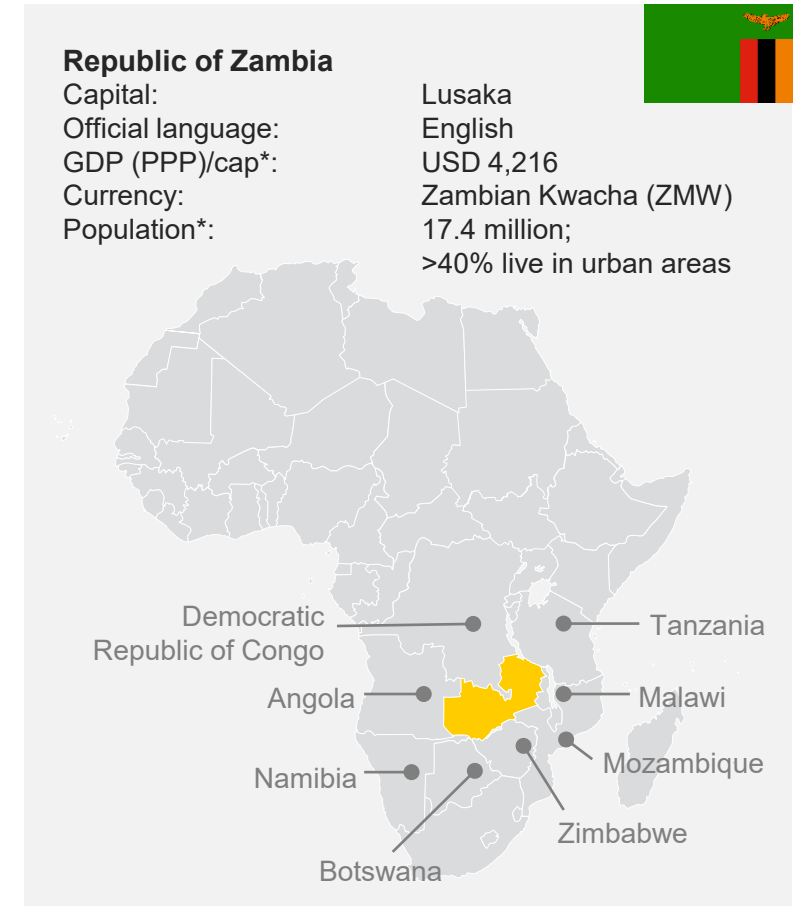 Republic of Zambia
Capital: Lusaka
Official language: English
GDP (PPP)/cap*: USD 4,216
Currency: Zambian Kwacha (ZMW)
Population*: 17.4 million;
>40% live in urban areas
Democratic
Republic of Congo
Tanzania
Angola
Malawi
Namibia
Mozambique
Zimbabwe
Botswana